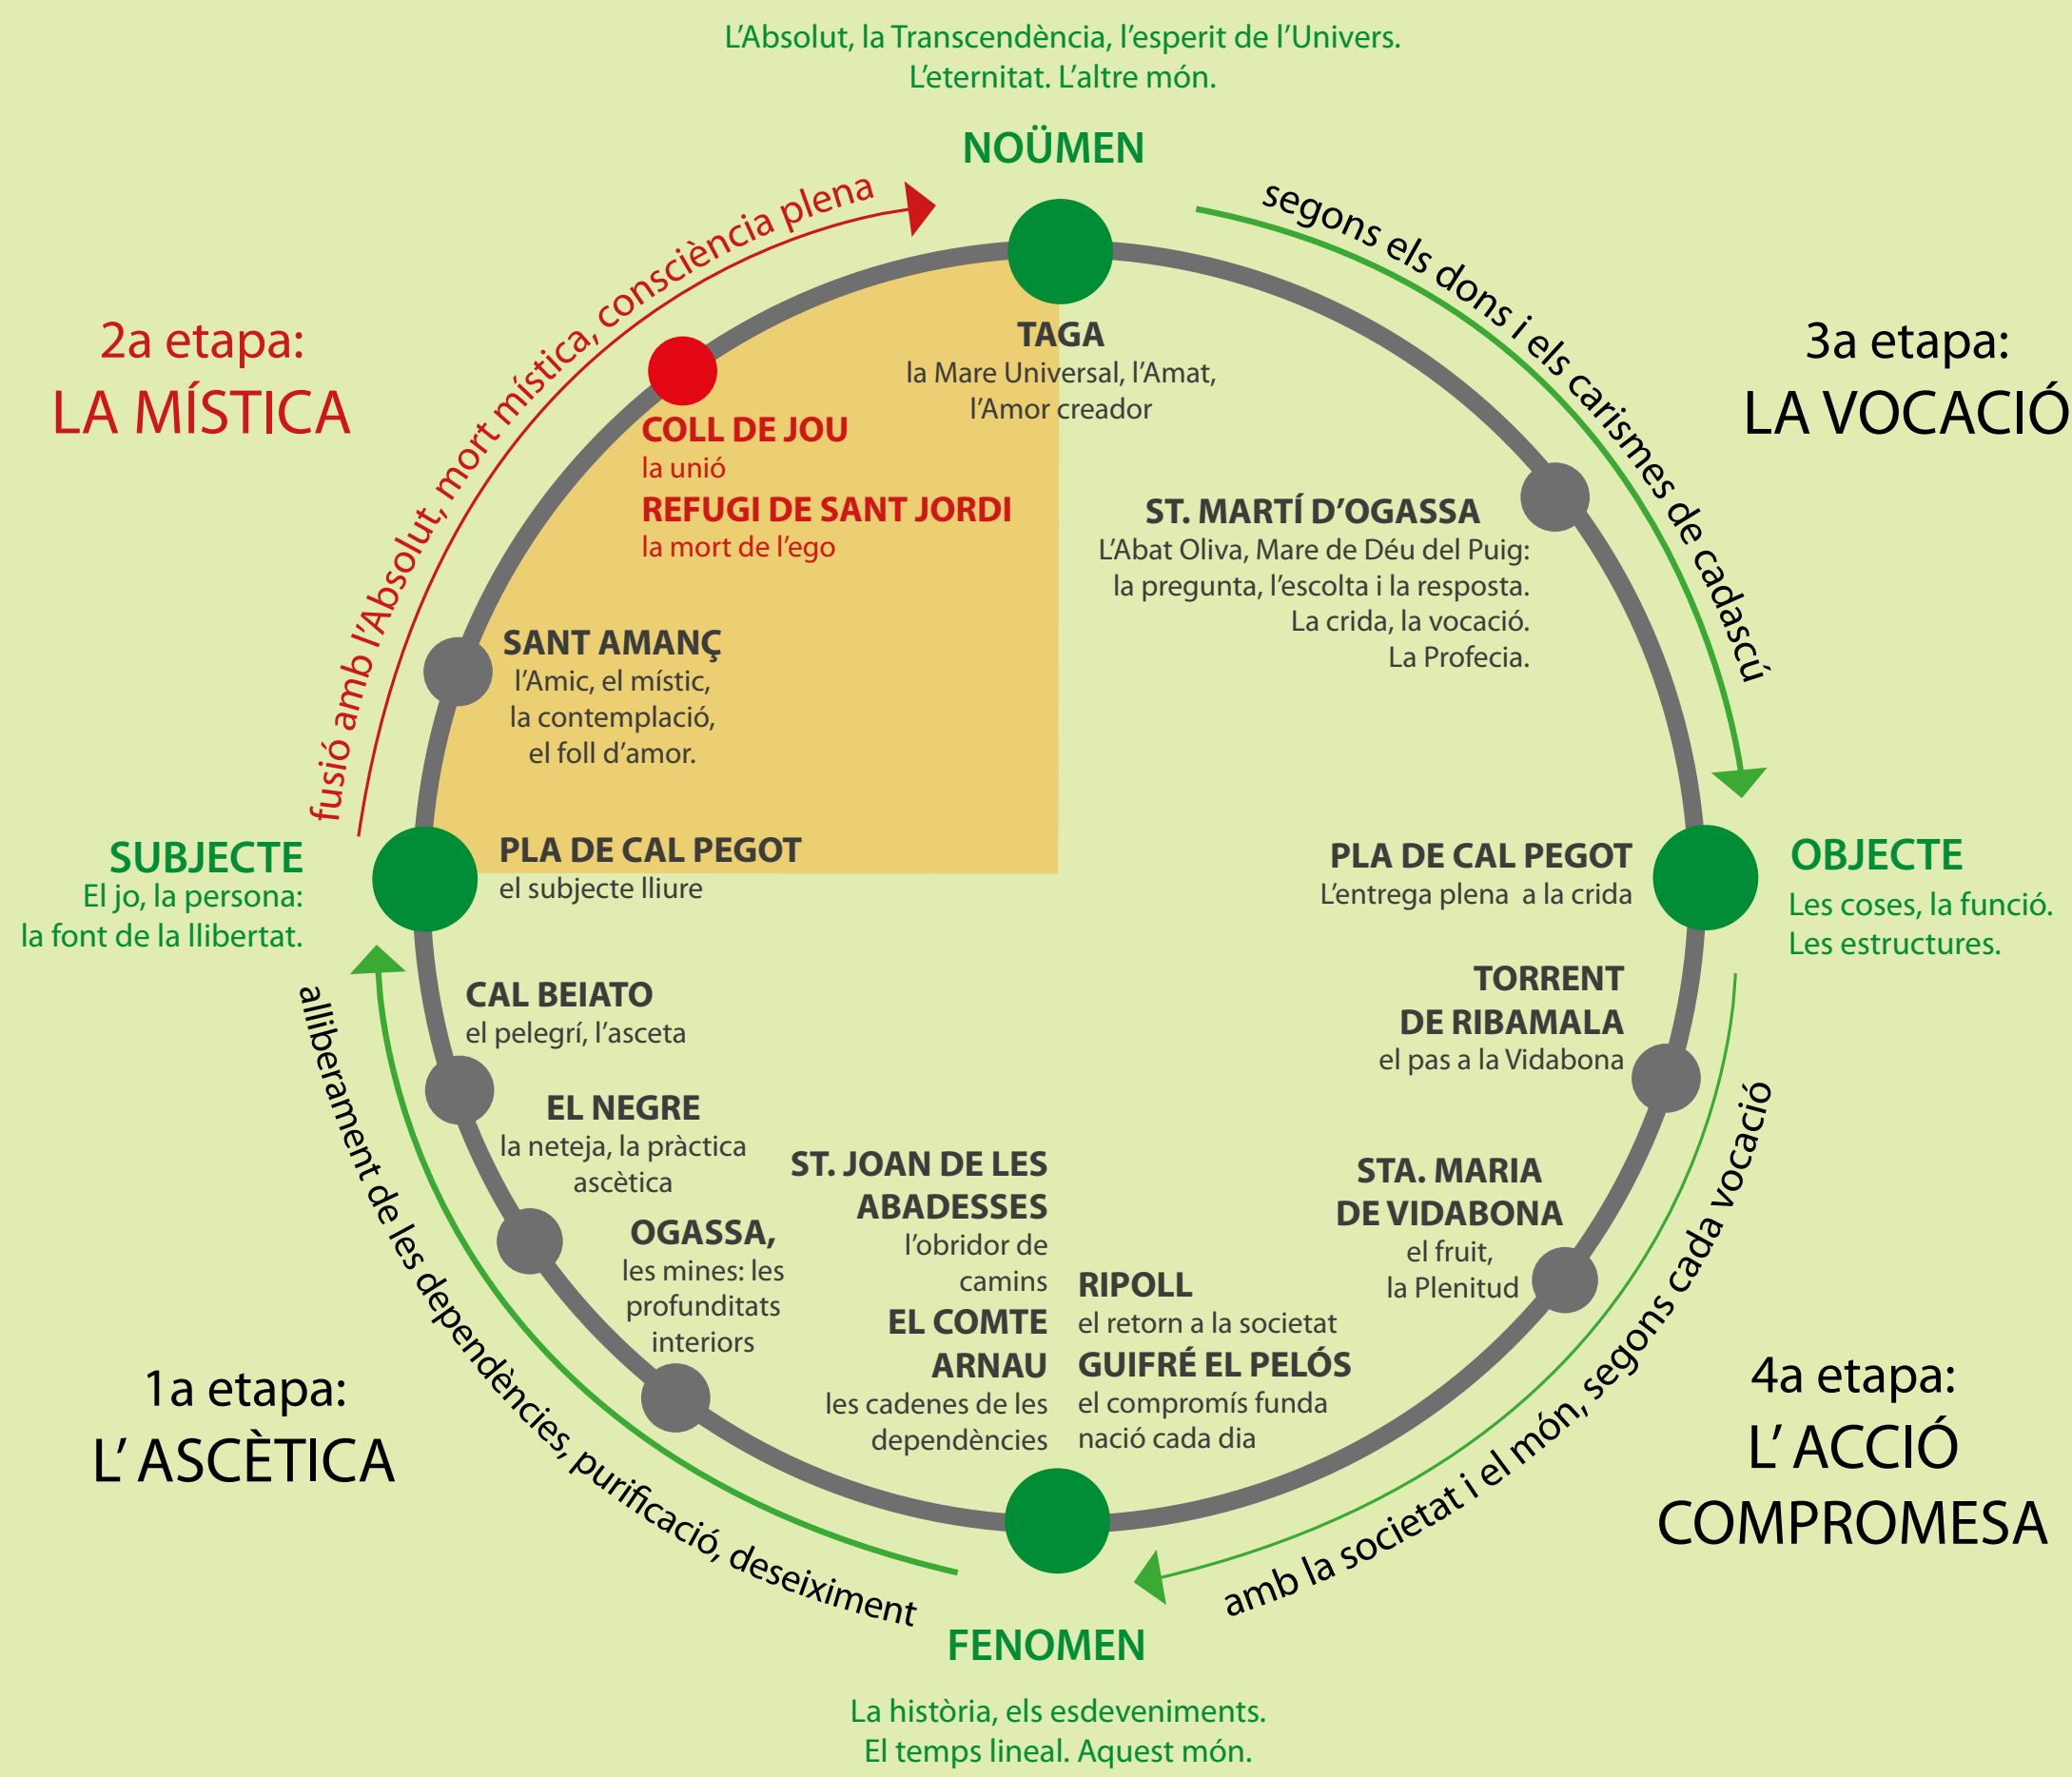 L’Absolut, la Transcendència, l’esperit de l’Univers.
L’eternitat. L’altre món.
NOÜMEN
fusió amb l’Absolut, mort mística, consciència plena
segons els dons i els carismes de cadascú
2a etapa:
LA MÍSTICA
3a etapa:
LA VOCACIÓ
TAGA
la Mare Universal, l’Amat,
l’Amor creador
COLL DE JOU
la unió
REFUGI DE SANT JORDI
la mort de l’ego
ST. MARTÍ D’OGASSA
L’Abat Oliva, Mare de Déu del Puig:
la pregunta, l’escolta i la resposta.
La crida, la vocació.
La Profecia.
SANT AMANÇ
l’Amic, el místic,
la contemplació,
el foll d’amor.
SUBJECTE
El jo, la persona:
la font de la llibertat.
PLA DE CAL PEGOT
el subjecte lliure
PLA DE CAL PEGOT
L’entrega plena  a la crida
OBJECTE
Les coses, la funció.
Les estructures.
CAL BEIATO
el pelegrí, l’asceta
TORRENT
DE RIBAMALA
el pas a la Vidabona
EL NEGRE
la neteja, la pràctica
ascètica
OGASSA,
les mines: les
profunditats
interiors
ST. JOAN DE LES
ABADESSES
l’obridor de
camins
EL COMTE
ARNAU
les cadenes de les
dependències
RIPOLL
el retorn a la societat
GUIFRÉ EL PELÓS
el compromís funda
nació cada dia
STA. MARIA
DE VIDABONA
el fruit,
la Plenitud
1a etapa:
L’ ASCÈTICA
4a etapa:
L’ ACCIÓ
COMPROMESA
alliberament de les dependències, purificació, deseiximent
amb la societat i el món, segons cada vocació
FENOMEN
La història, els esdeveniments.
El temps lineal. Aquest món.